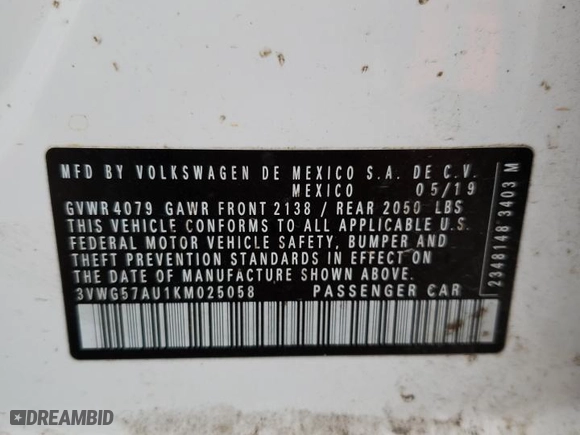 MFD BY VOLKSWAGEN DE MEXICO S.A. DE C.V.
MEXICO 05/19
GVWR 4079 GAWR FRONT 2138 / REAR 2050 LBS
THIS VEHICLE CONFORMS TO ALL APPLICABLE U.S.
FEDERAL MOTOR VEHICLE SAFETY, BUMPER AND
THEFT PREVENTION STANDARDS IN EFFECT ON
THE DATE OF MANUFACTURE SHOWN ABOVE.
3VWG57AU1KM025058 PASSENGER CAR
2348148 3403 M
DREAMBID